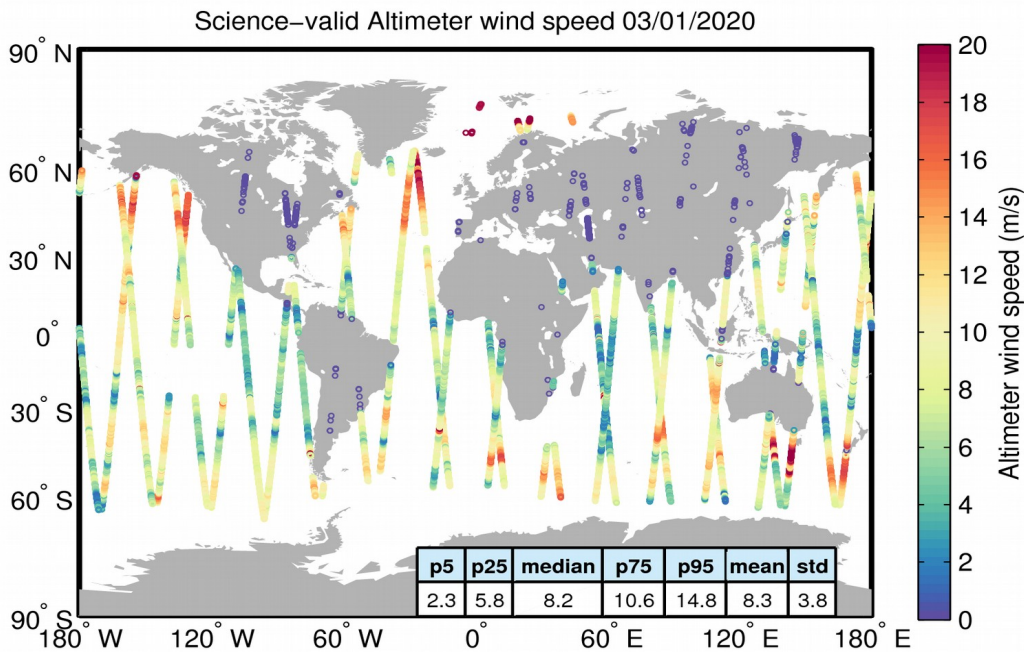 Science-valid Altimeter wind speed 03/01/2020
90° N
60° N
30° N
0°
30° S
60° S
90° S
180° W
120° W
60° W
0°
60° E
120° E
180° E
p5 p25 median p75 p95 mean std
2.3 5.8 8.2 10.6 14.8 8.3 3.8
20
18
16
14
12
10
8
6
4
2
0
Altimeter wind speed (m/s)